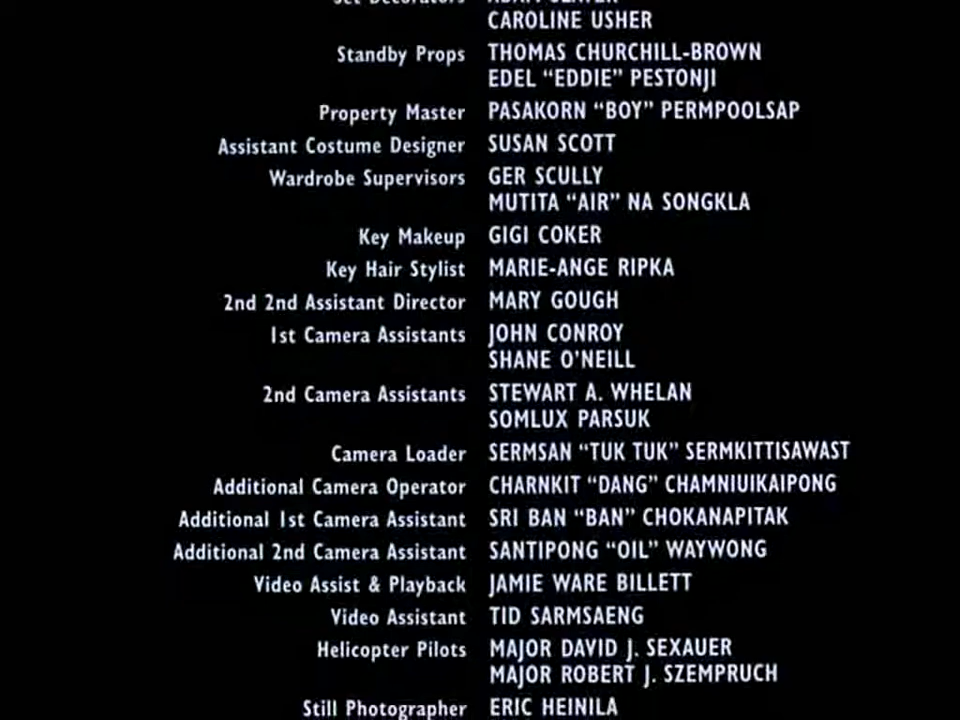 CAROLINE USHER
Standby Props THOMAS CHURCHILL-BROWN
EDEL “EDDIE” PESTONJI
Property Master PASAKORN “BOY” PERMPOOLSAP
Assistant Costume Designer SUSAN SCOTT
Wardrobe Supervisors GER SCULLY
MUTITA “AIR” NA SONGKLA
Key Makeup GIGI COKER
Key Hair Stylist MARIE-ANGE RIPKA
2nd 2nd Assistant Director MARY GOUGH
1st Camera Assistants JOHN CONROY
SHANE O’NEILL
2nd Camera Assistants STEWART A. WHELAN
SOMLUX PARSUK
Camera Loader SERMSAN “TUK TUK” SERMKITTISAWAST
Additional Camera Operator CHARNKIT “DANG” CHAMNIUIKAIPONG
Additional 1st Camera Assistant SRI BAN “BAN” CHOKANAPITAK
Additional 2nd Camera Assistant SANTIPONG “OIL” WAYWONG
Video Assist & Playback JAMIE WARE BILLETT
Video Assistant TID SARMSAENG
Helicopter Pilots MAJOR DAVID J. SEXAUER
MAJOR ROBERT J. SZEMPRUCH
Still Photographer ERIC HEINILA